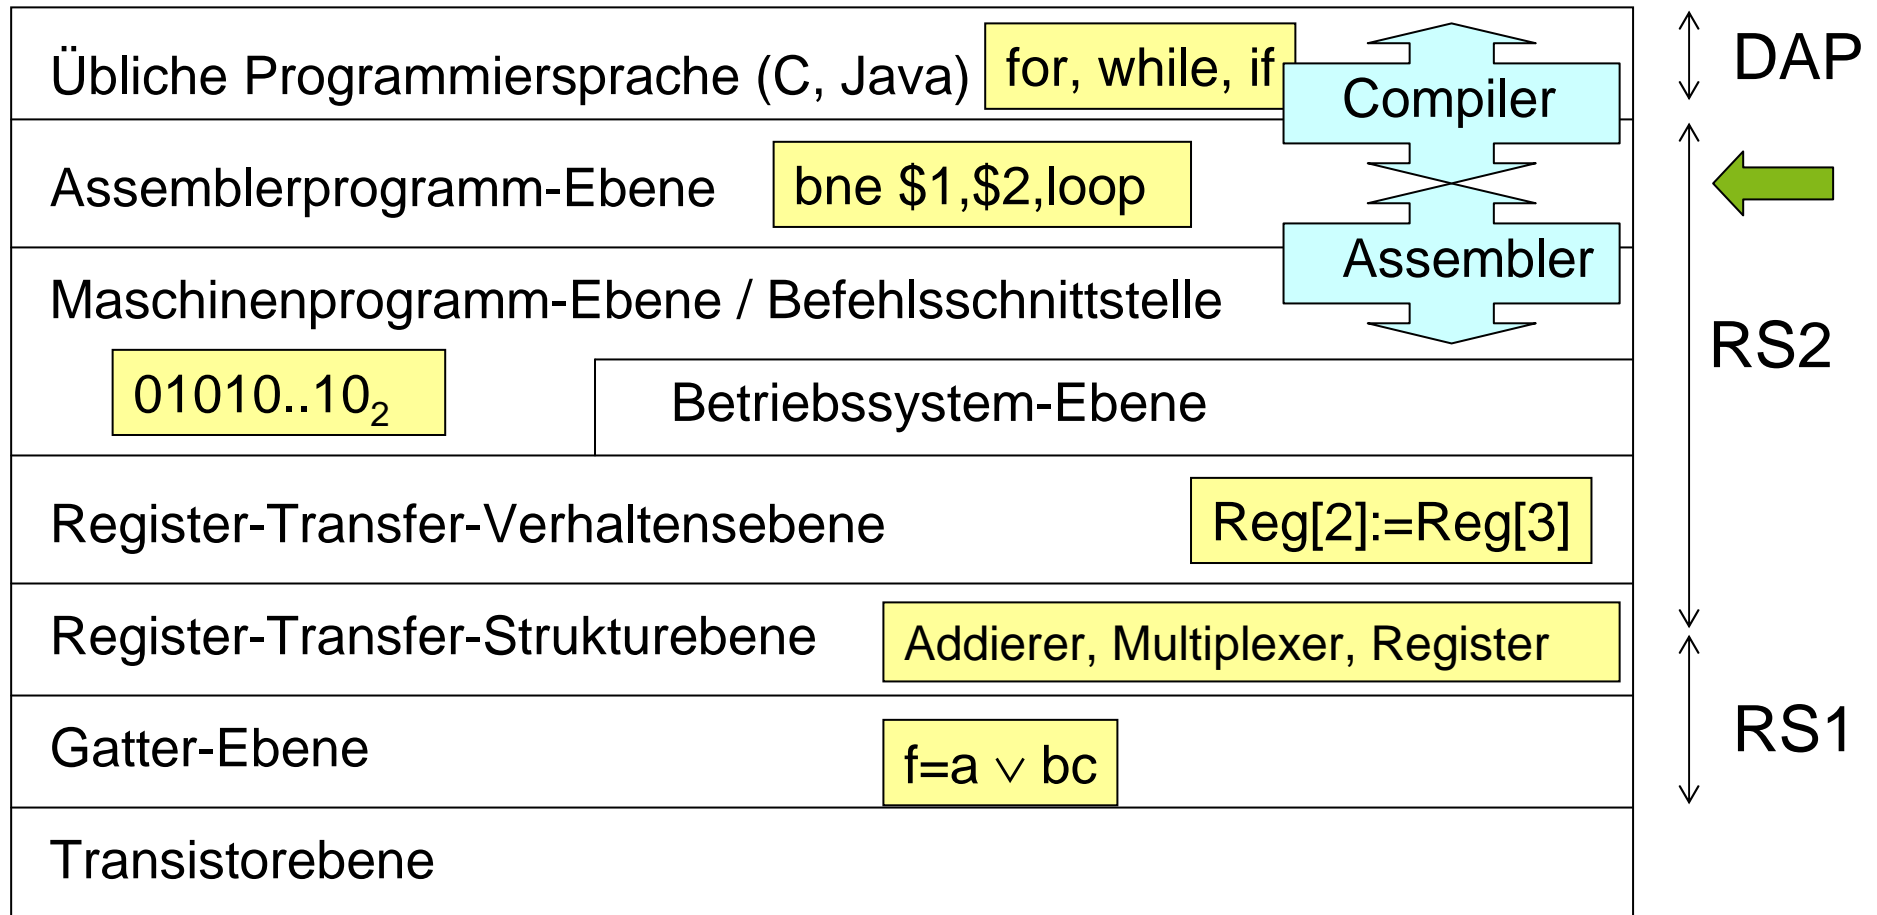 Übliche Programmiersprache (C, Java)
for, while, if
Compiler
DAP
Assemblerprogramm-Ebene
bne $1,$2,loop
Assembler
Maschinenprogramm-Ebene / Befehlsschnittstelle
RS2
01010..10₂
Betriebssystem-Ebene
Register-Transfer-Verhaltensebene
Reg[2]:=Reg[3]
Register-Transfer-Strukturebene
Addierer, Multiplexer, Register
Gatter-Ebene
f=a ∨ bc
RS1
Transistorebene